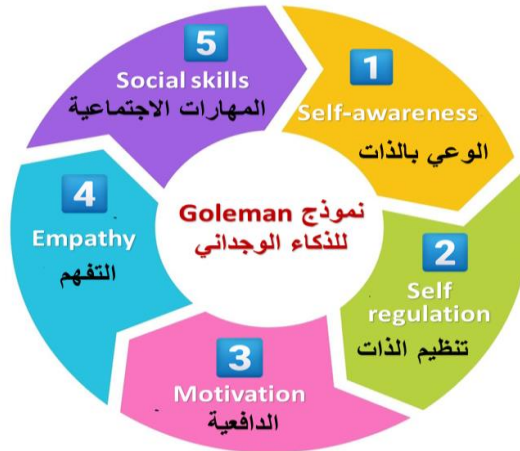 نموذج Goleman
للذكاء الوجداني
1
Self-awareness
الوعي بالذات
2
Self
regulation
تنظيم الذات
3
Motivation
الدافعية
4
Empathy
التفهم
5
Social skills
المهارات الاجتماعية